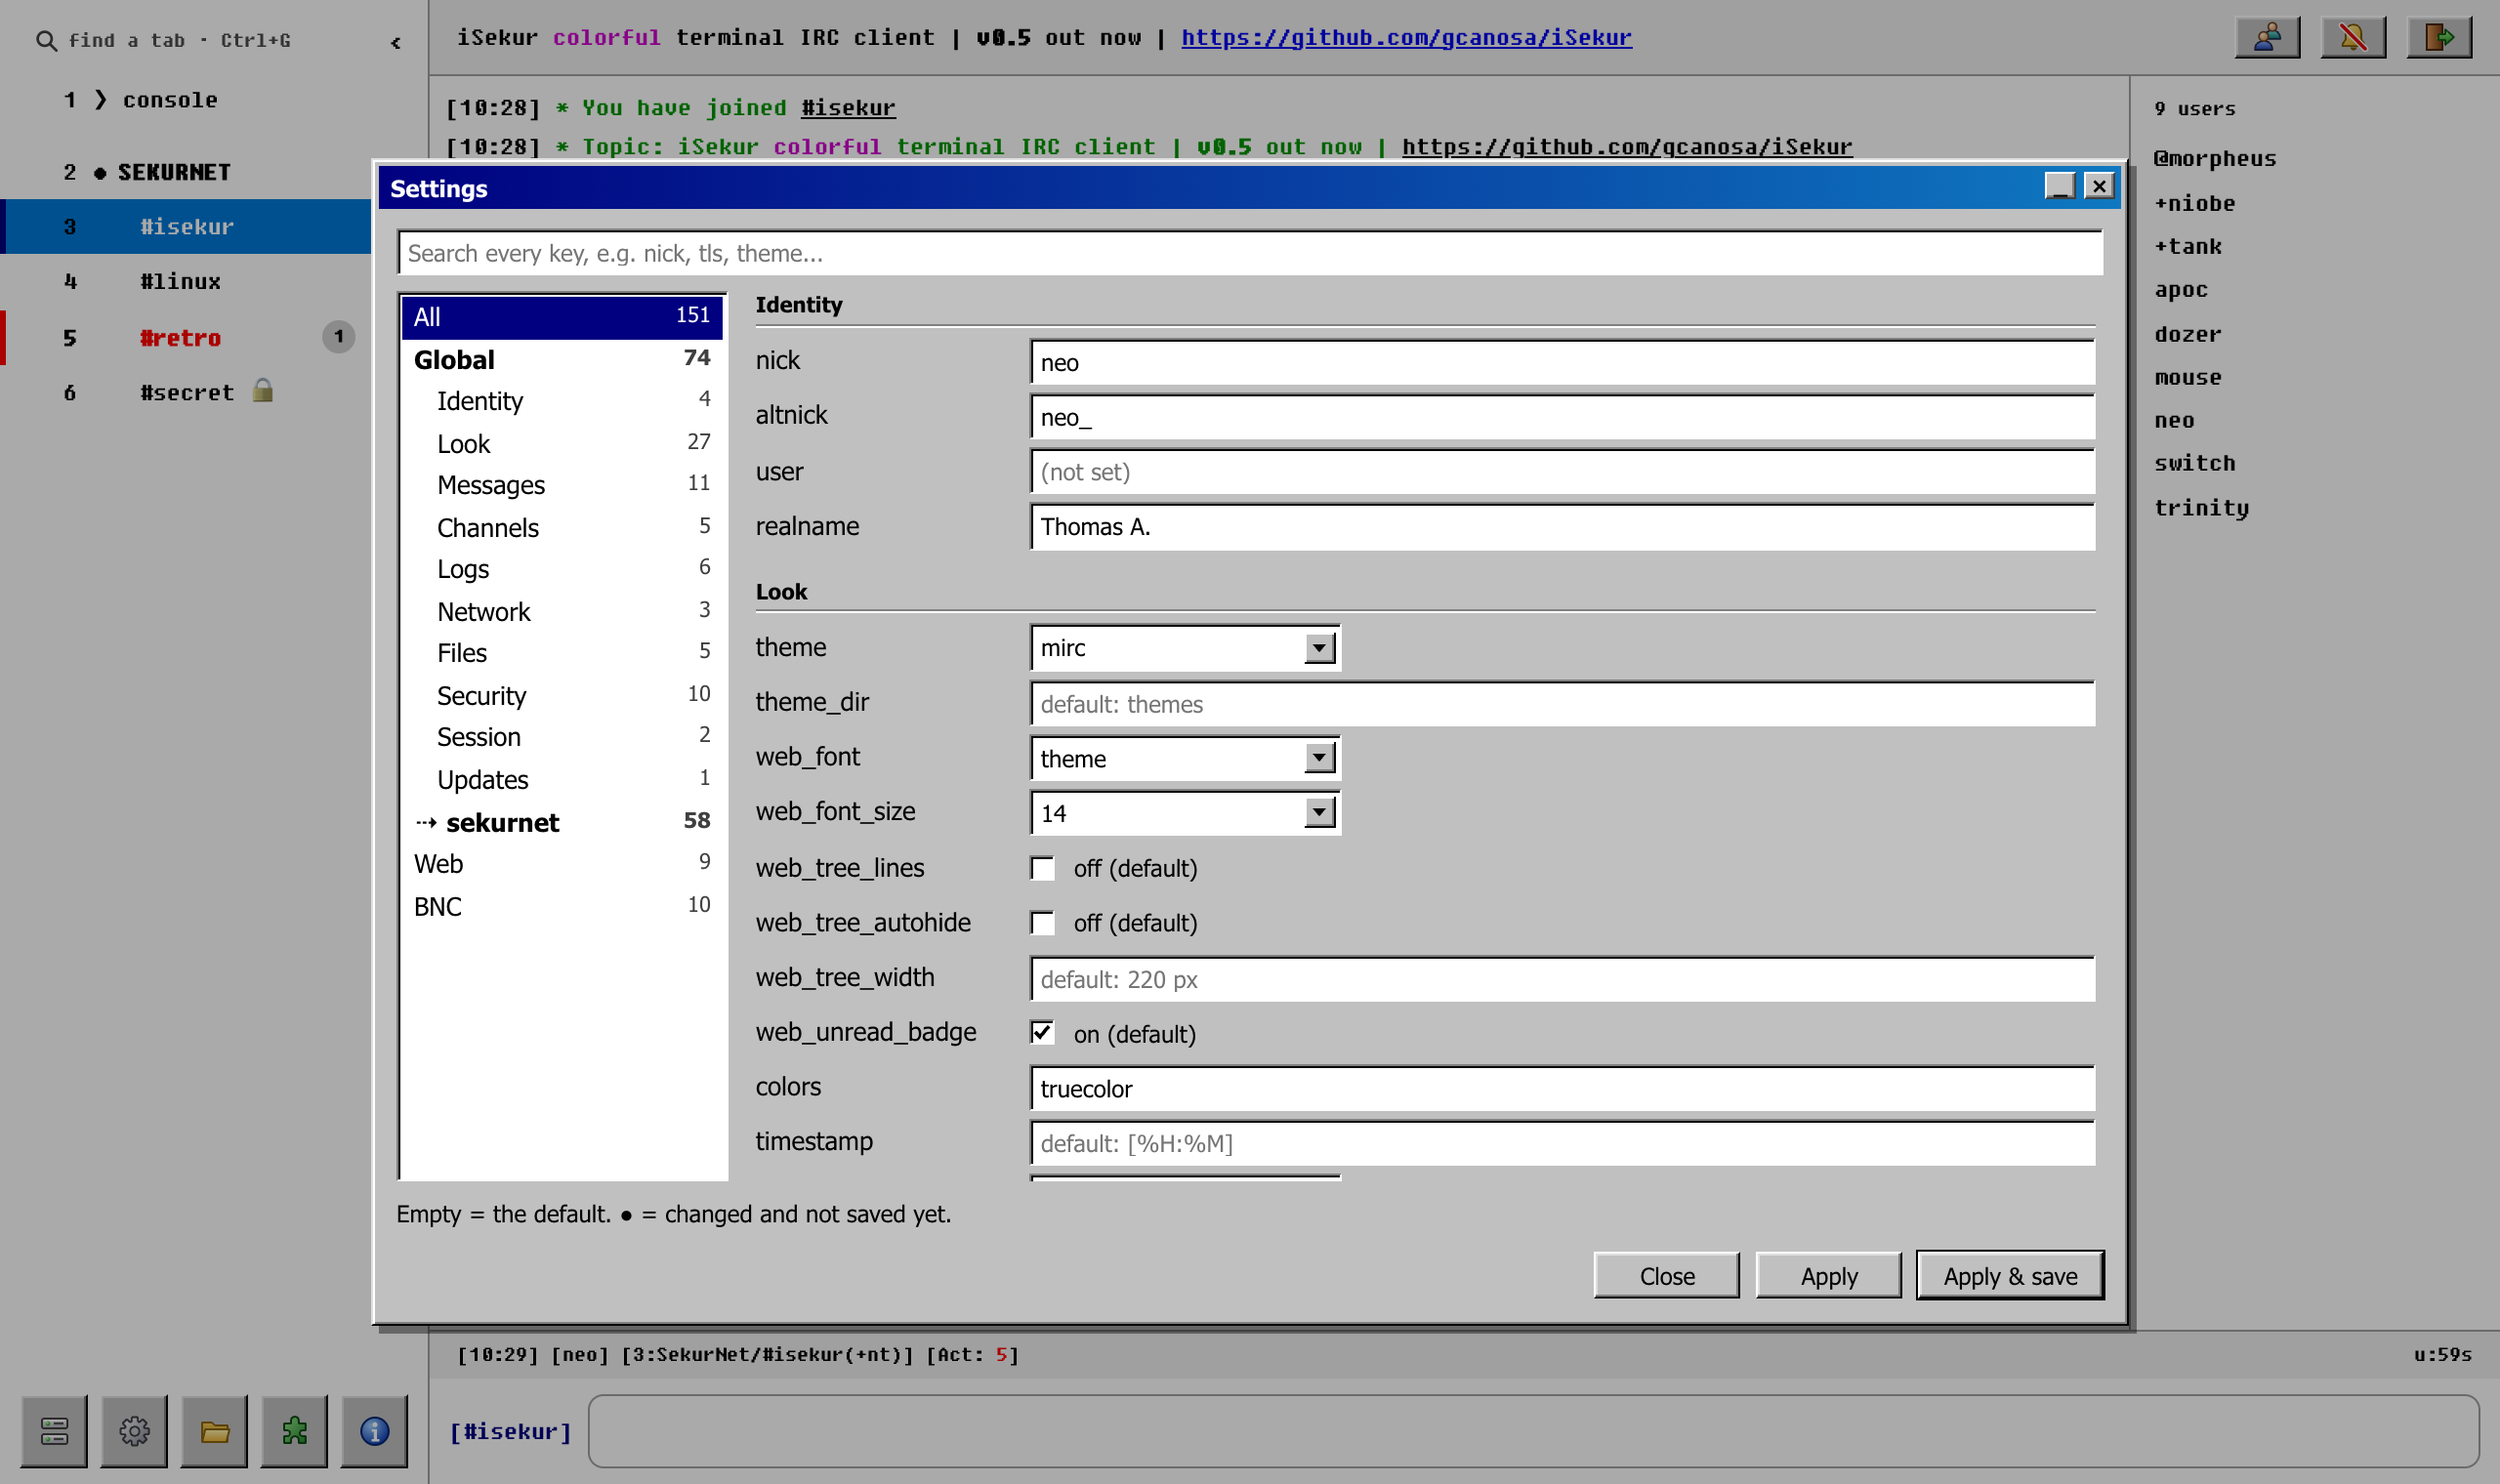 find a tab · Ctrl+G
‹
iSekur colorful terminal IRC client | v0.5 out now | https://github.com/gcanosa/iSekur
1 ❯ console
2 ● SEKURNET
3 #isekur
4 #linux
5 #retro 1
6 #secret
[10:28] * You have joined #isekur
[10:28] * Topic: iSekur colorful terminal IRC client | v0.5 out now | https://github.com/gcanosa/iSekur
9 users
@morpheus
+niobe
+tank
apoc
dozer
mouse
neo
switch
trinity
Settings
Search every key, e.g. nick, tls, theme...
All 151
Global 74
Identity 4
Look 27
Messages 11
Channels 5
Logs 6
Network 3
Files 5
Security 10
Session 2
Updates 1
⇢ sekurnet 58
Web 9
BNC 10
Identity
nick neo
altnick neo_
user (not set)
realname Thomas A.
Look
theme mirc
theme_dir default: themes
web_font theme
web_font_size 14
web_tree_lines off (default)
web_tree_autohide off (default)
web_tree_width default: 220 px
web_unread_badge on (default)
colors truecolor
timestamp default: [%H:%M]
Empty = the default. ● = changed and not saved yet.
Close Apply Apply & save
[10:29] [neo] [3:SekurNet/#isekur(+nt)] [Act: 5] u:59s
[#isekur]